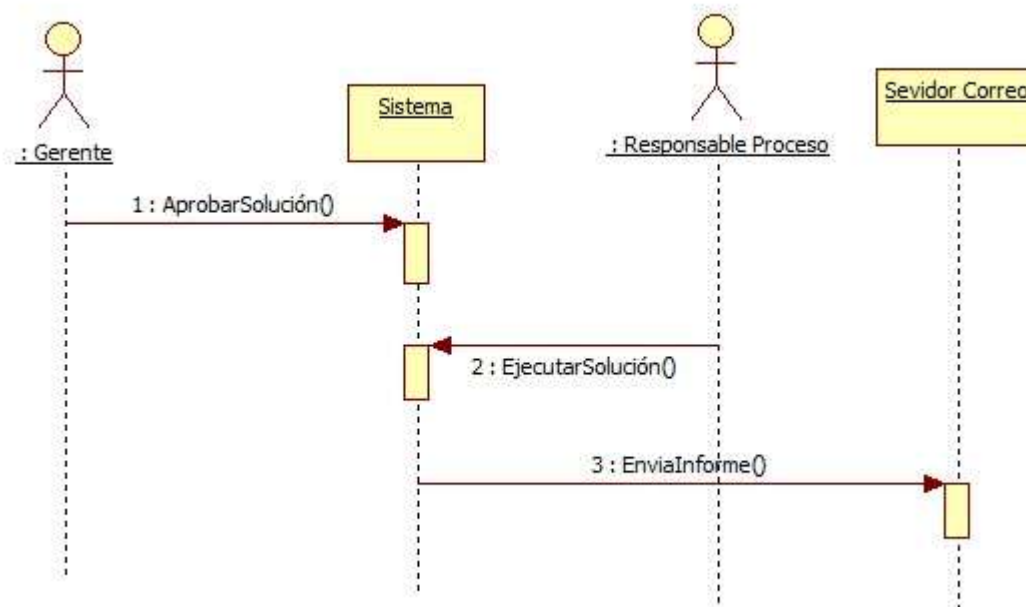 Sistema
Sevidor Correo
: Gerente
: Responsable Proceso
1 : AprobarSolución()
2 : EjecutarSolución()
3 : EnviaInforme()